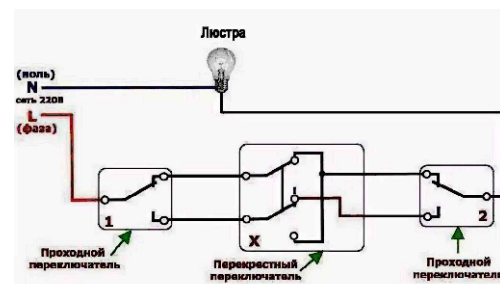 Люстра
(ноль)
N
сеть 220В
L
(фаза)
1
X
2
Проходной
переключатель
Перекрестный
переключатель
Проходной
переключатель